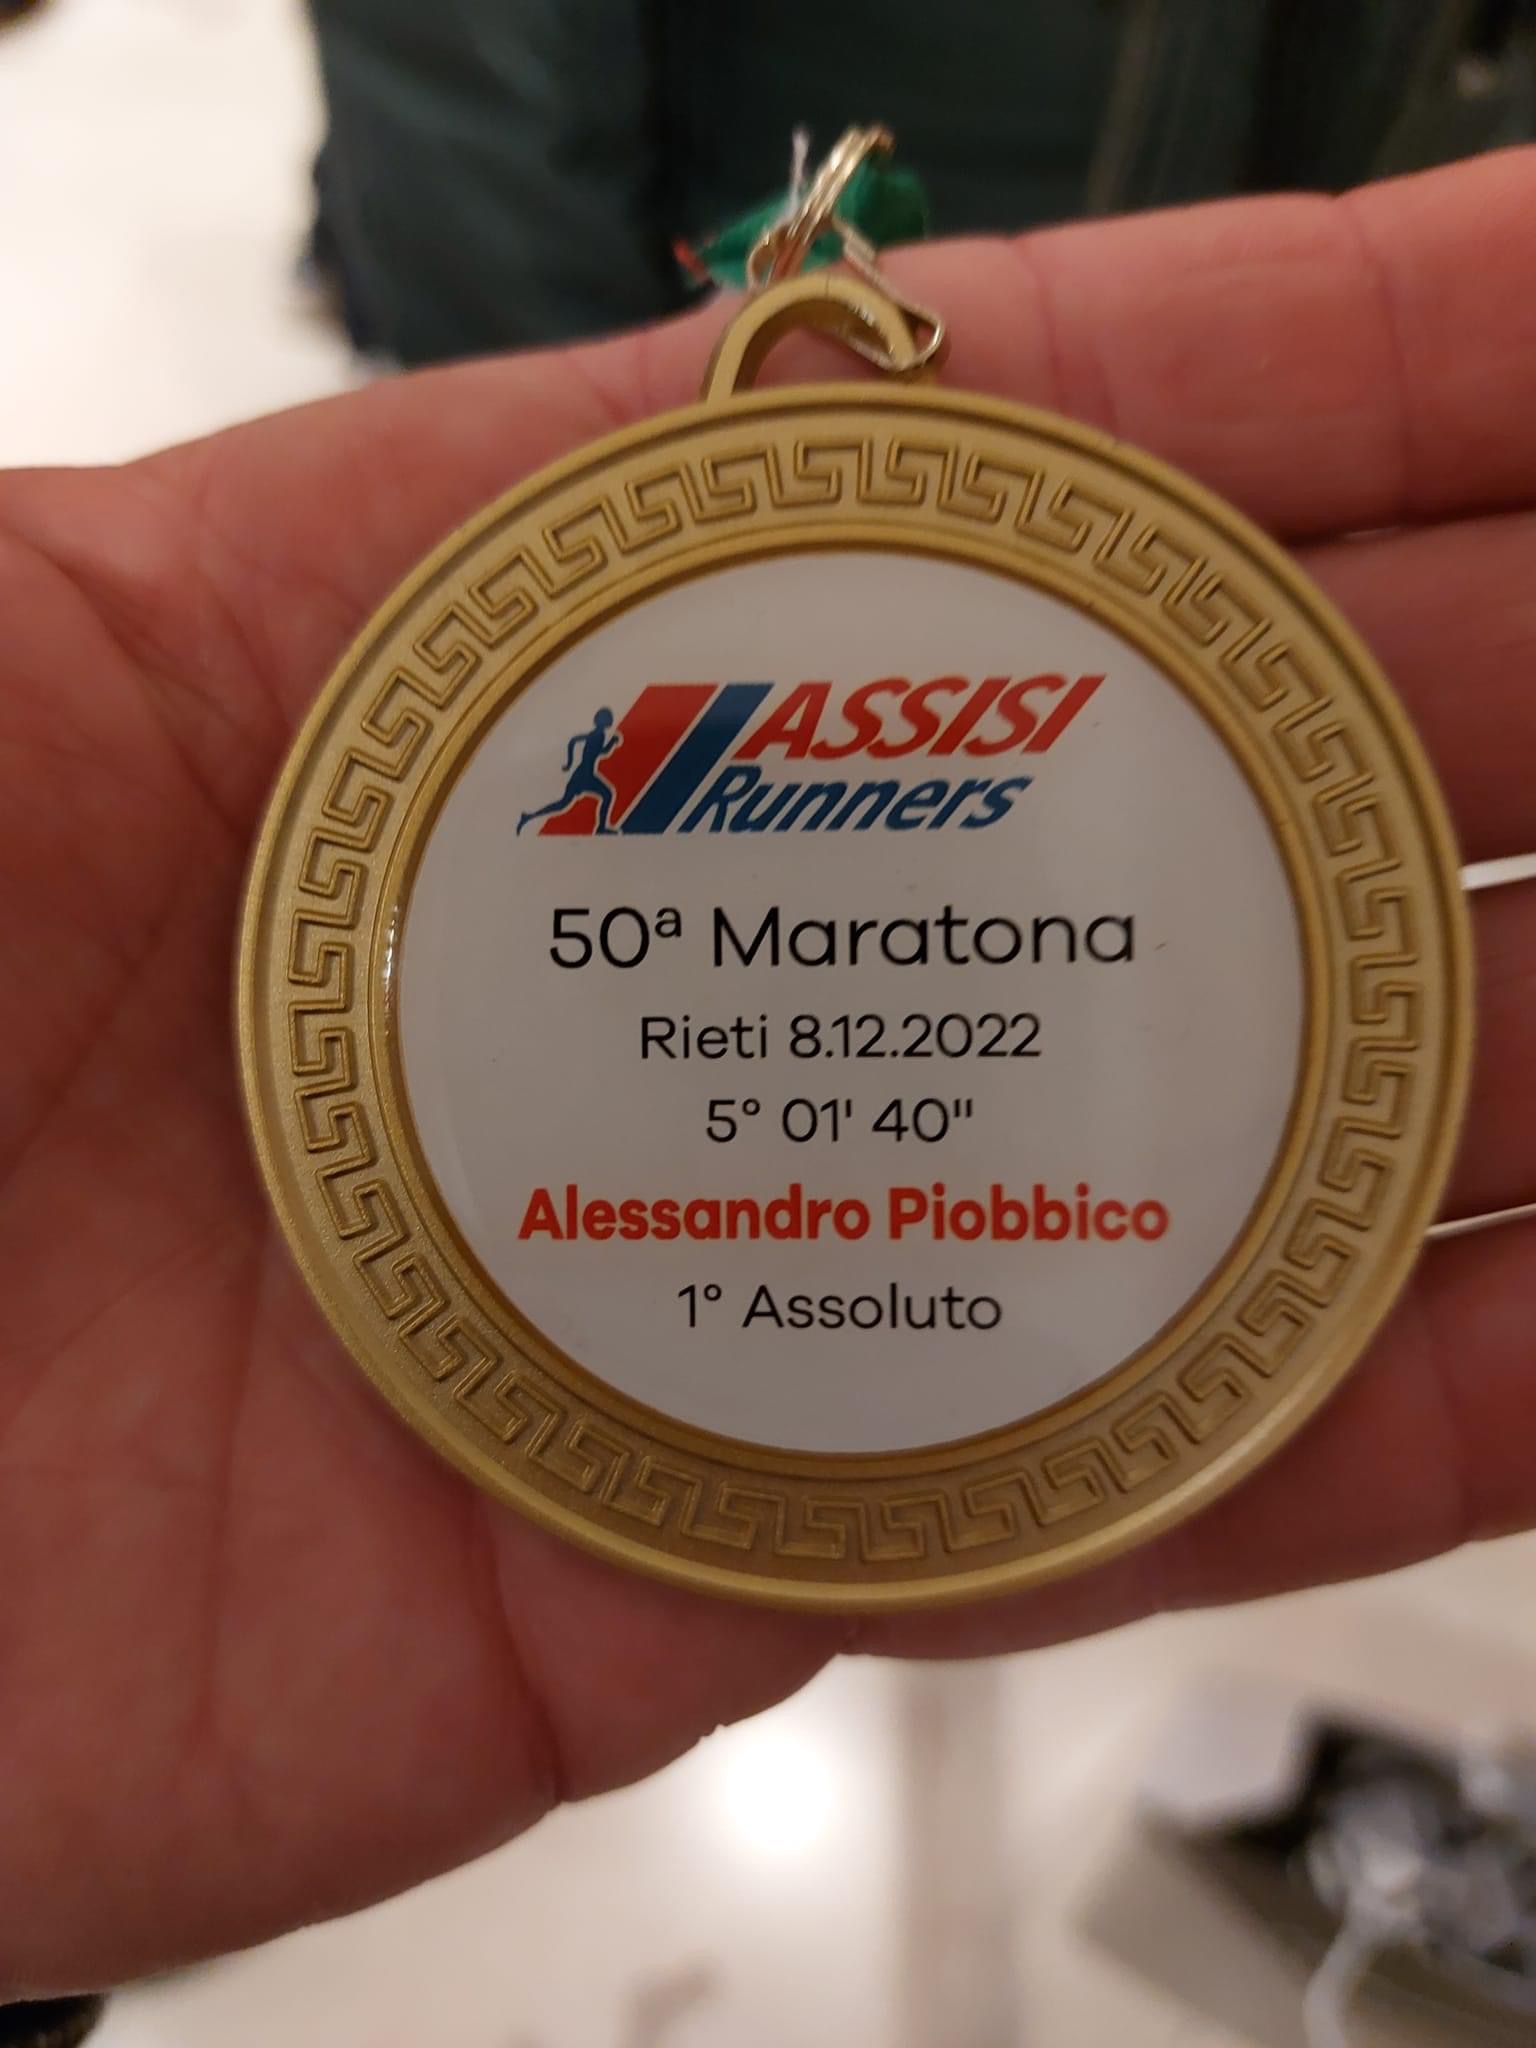 ASSISI
Runners
50ª Maratona
Rieti 8.12.2022
5° 01' 40"
Alessandro Piobbico
1° Assoluto